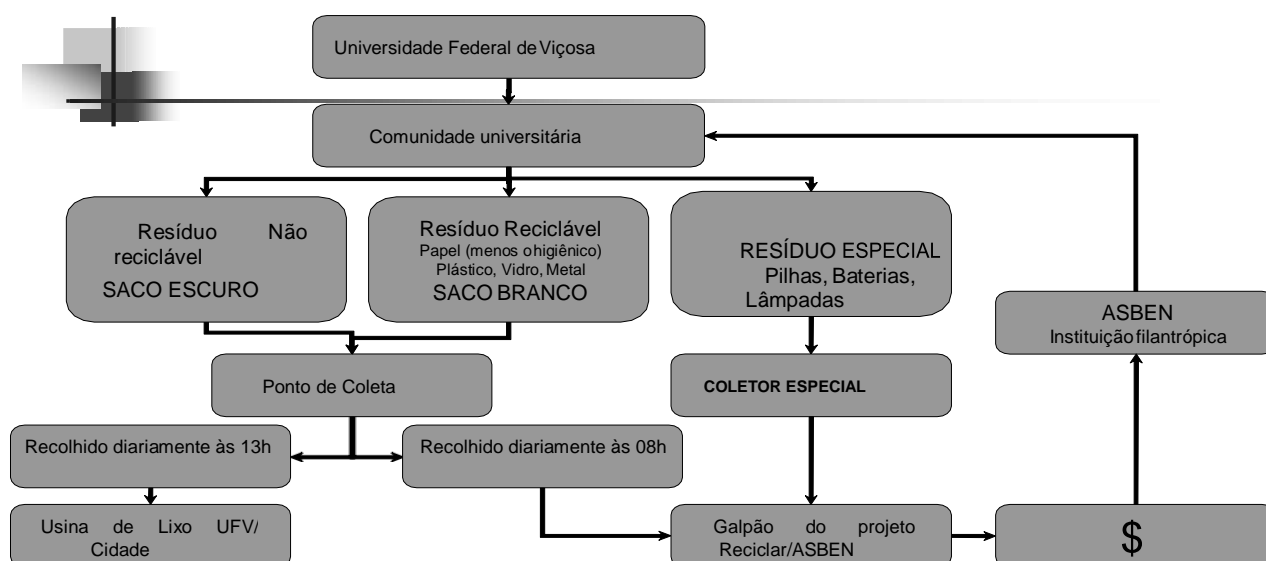 Universidade Federal de Viçosa
Comunidade universitária
Resíduo Não
reciclável
SACO ESCURO
Resíduo Reciclável
Papel (menos o higiênico)
Plástico, Vidro, Metal
SACO BRANCO
RESÍDUO ESPECIAL
Pilhas, Baterias,
Lâmpadas
ASBEN
Instituição filantrópica
Ponto de Coleta
COLETOR ESPECIAL
Recolhido diariamente às 13h
Recolhido diariamente às 08h
Usina de Lixo UFV/
Cidade
Galpão do projeto
Reciclar/ASBEN
$